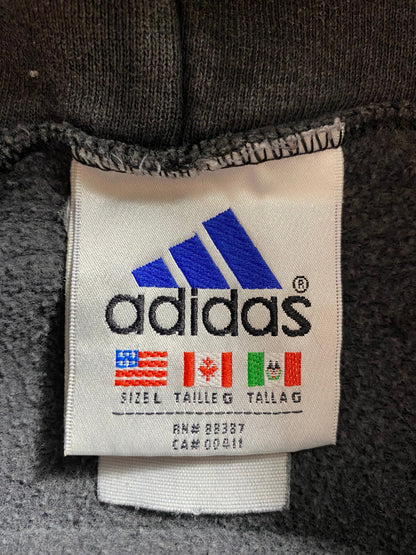 adidas®
SIZE L TAILLE G TALLA G
RN# 88387
CA# 00411